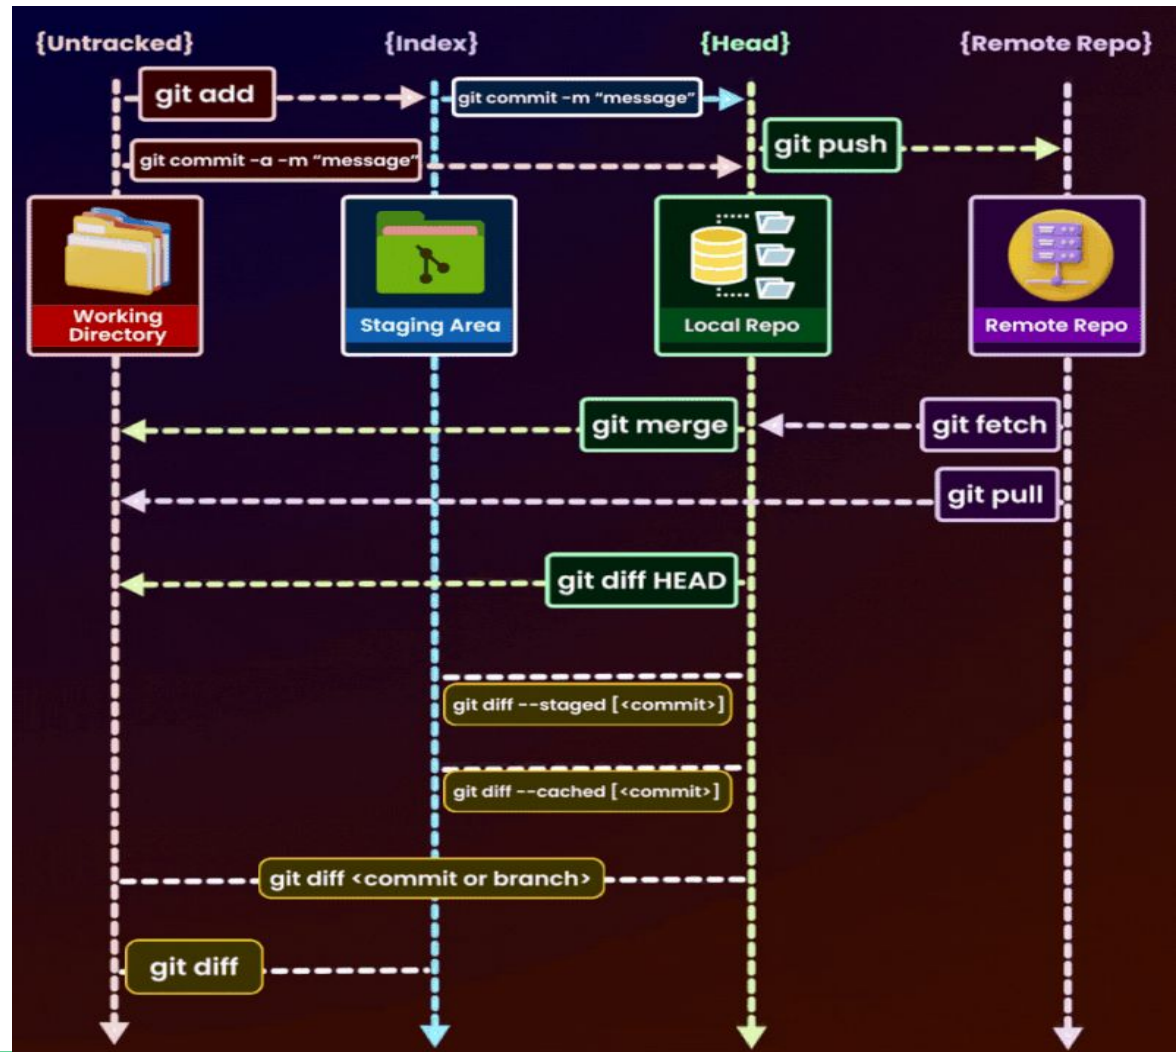 {Untracked} {Index} {Head} {Remote Repo}
git add git commit -m “message”
git commit -a -m “message” git push
Working
Directory
Staging Area Local Repo Remote Repo
git merge git fetch
git pull
git diff HEAD
git diff --staged [<commit>]
git diff --cached [<commit>]
git diff <commit or branch>
git diff